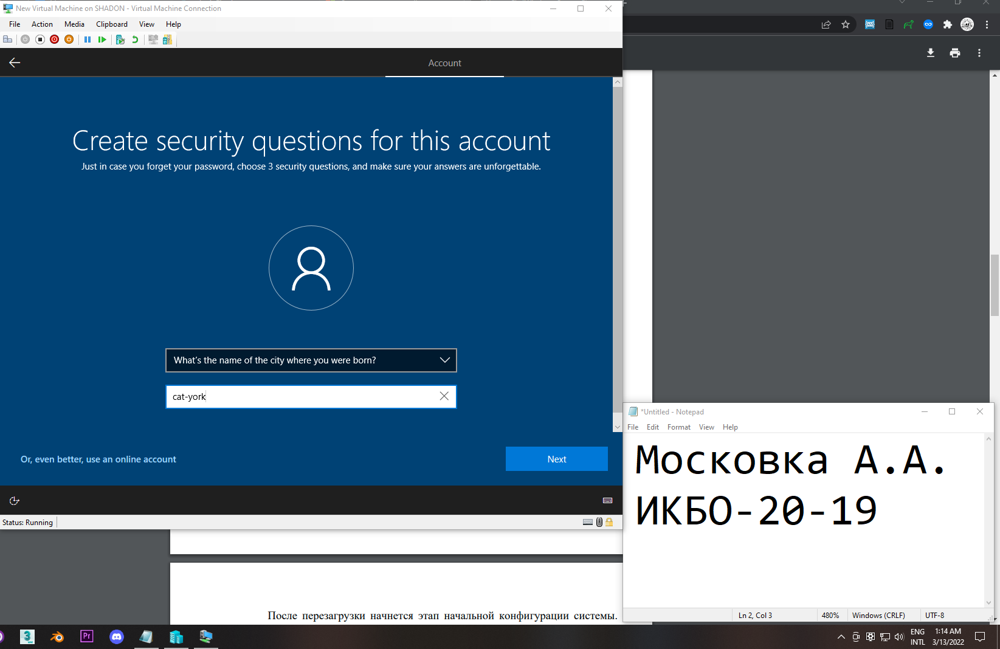 New Virtual Machine on SHADON - Virtual Machine Connection
File Action Media Clipboard View Help
Account
Create security questions for this account
Just in case you forget your password, choose 3 security questions, and make sure your answers are unforgettable.
What's the name of the city where you were born?
cat-york
Or, even better, use an online account
Next
Status: Running
*Untitled - Notepad
File Edit Format View Help
Московка А.А.
ИКБО-20-19
Ln 2, Col 3 480% Windows (CRLF) UTF-8
После перезагрузки начнется этап начальной конфигурации системы.
3
MAX
Pr
ENG
INTL
1:14 AM
3/13/2022